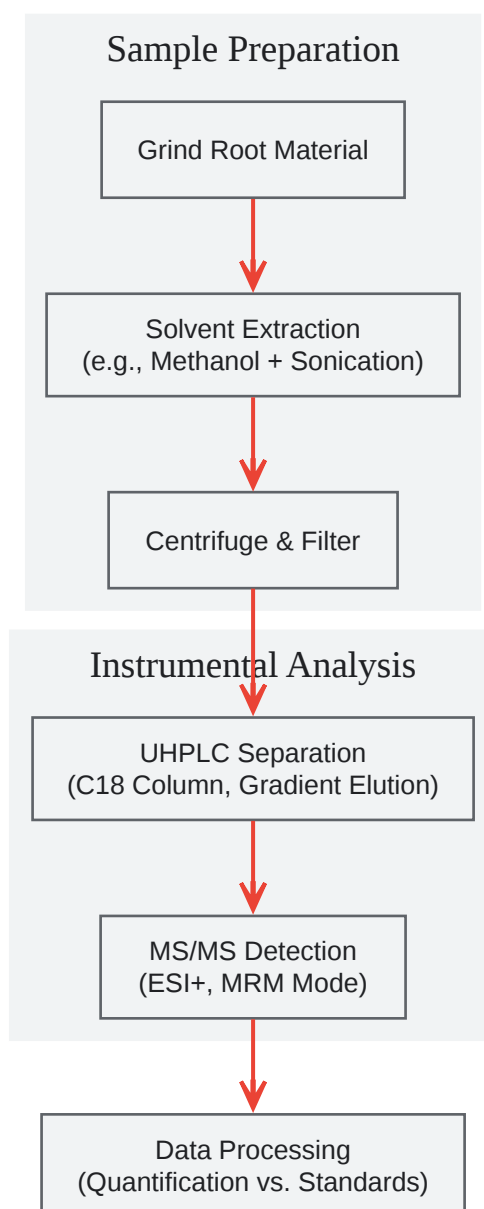 Sample Preparation
Grind Root Material
Solvent Extraction
(e.g., Methanol + Sonication)
Centrifuge & Filter
Instrumental Analysis
UHPLC Separation
(C18 Column, Gradient Elution)
MS/MS Detection
(ESI+, MRM Mode)
Data Processing
(Quantification vs. Standards)